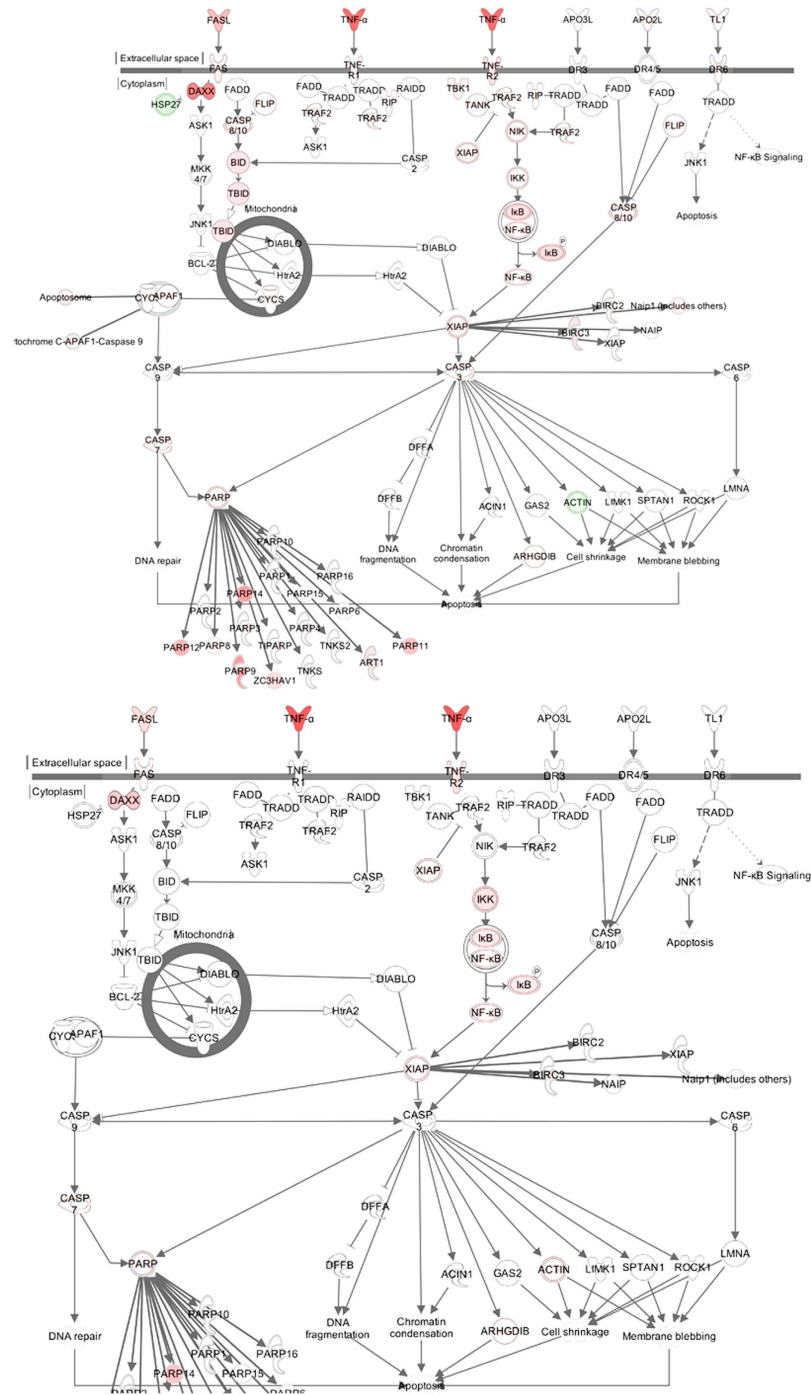 FASL TNF-α TNF-α APO3L APO2L TL1
Extracellular space
FAS TNF-R1 TNF-R2 DR3 DR4/5 DR6
Cytoplasm
HSP27 DAXX FADD FLIP FADD TRADD TRADD RIP RAIDD TBK1 TANK TRAF2 RIP TRADD TRADD FADD FADD TRADD
ASK1 CASP 8/10 TRAF2 TRAF2 NIK TRAF2 FLIP
MKK 4/7 BID ASK1 CASP 2 XIAP IKK JNK1 NF-κB Signaling
TBID Mitochondria IκB CASP 8/10 Apoptosis
JNK1 TBID NF-κB
BCL-2 DIABLO DIABLO IκB P
HtrA2 HtrA2 NF-κB
Apoptosome CYCS APAF1 CYCS BIRC2 Naip1 (includes others)
XIAP BIRC3 NAIP
tochrome C-APAF1-Caspase 9 XIAP
CASP 9 CASP 3 CASP 6
CASP 7 DFFA
PARP DFFB ACIN1 GAS2 ACTIN LIMK1 SPTAN1 ROCK1 LMNA
PARP10
DNA repair DNA fragmentation Chromatin condensation ARHGDIB Cell shrinkage Membrane blebbing
PARP1 PARP16
PARP14 PARP15
PARP2 PARP6 Apoptosis
PARP3 PARP4
PARP12 PARP8 TIPARP TNKS2 PARP11
PARP9 ZC3HAV1 TNKS ART1
FASL TNF-α TNF-α APO3L APO2L TL1
Extracellular space
FAS TNF-R1 TNF-R2 DR3 DR4/5 DR6
Cytoplasm
HSP27 DAXX FADD FLIP FADD TRADD TRADD RIP RAIDD TBK1 TANK TRAF2 RIP TRADD TRADD FADD FADD TRADD
ASK1 CASP 8/10 TRAF2 TRAF2 NIK TRAF2 FLIP
MKK 4/7 BID ASK1 CASP 2 XIAP IKK JNK1 NF-κB Signaling
TBID Mitochondria IκB CASP 8/10 Apoptosis
JNK1 TBID NF-κB
BCL-2 DIABLO DIABLO IκB P
HtrA2 HtrA2 NF-κB
APAF1 CYCS BIRC2 XIAP
XIAP BIRC3 NAIP Naip1 (includes others)
CASP 9 CASP 3 CASP 6
CASP 7 DFFA
PARP DFFB ACIN1 GAS2 ACTIN LIMK1 SPTAN1 ROCK1 LMNA
PARP10
DNA repair DNA fragmentation Chromatin condensation ARHGDIB Cell shrinkage Membrane blebbing
PARP1 PARP16
PARP14 PARP15
Apoptosis